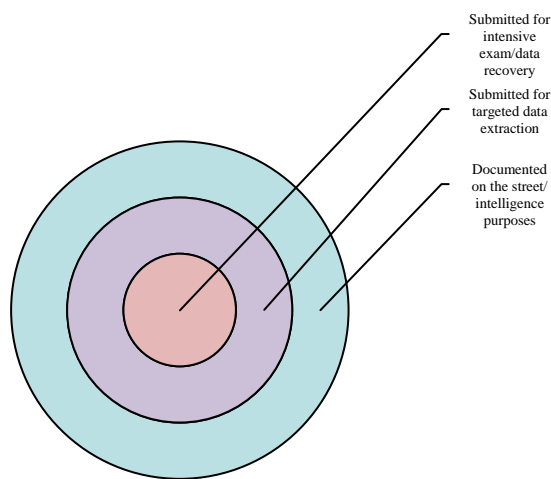 Submitted for
intensive
exam/data
recovery
Submitted for
targeted data
extraction
Documented
on the street/
intelligence
purposes